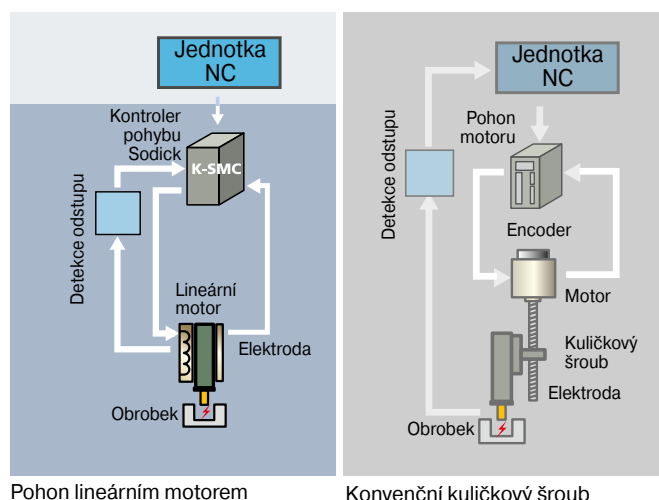 Jednotka
NC
Kontroler
pohybu
Sodick
K-SMC
Detekce odstupu
Lineární
motor
Elektroda
Obrobek
Pohon lineárním motorem
Jednotka
NC
Pohon
motoru
Detekce odstupu
Encoder
Motor
Kuličkový
šroub
Elektroda
Obrobek
Konvenční kuličkový šroub